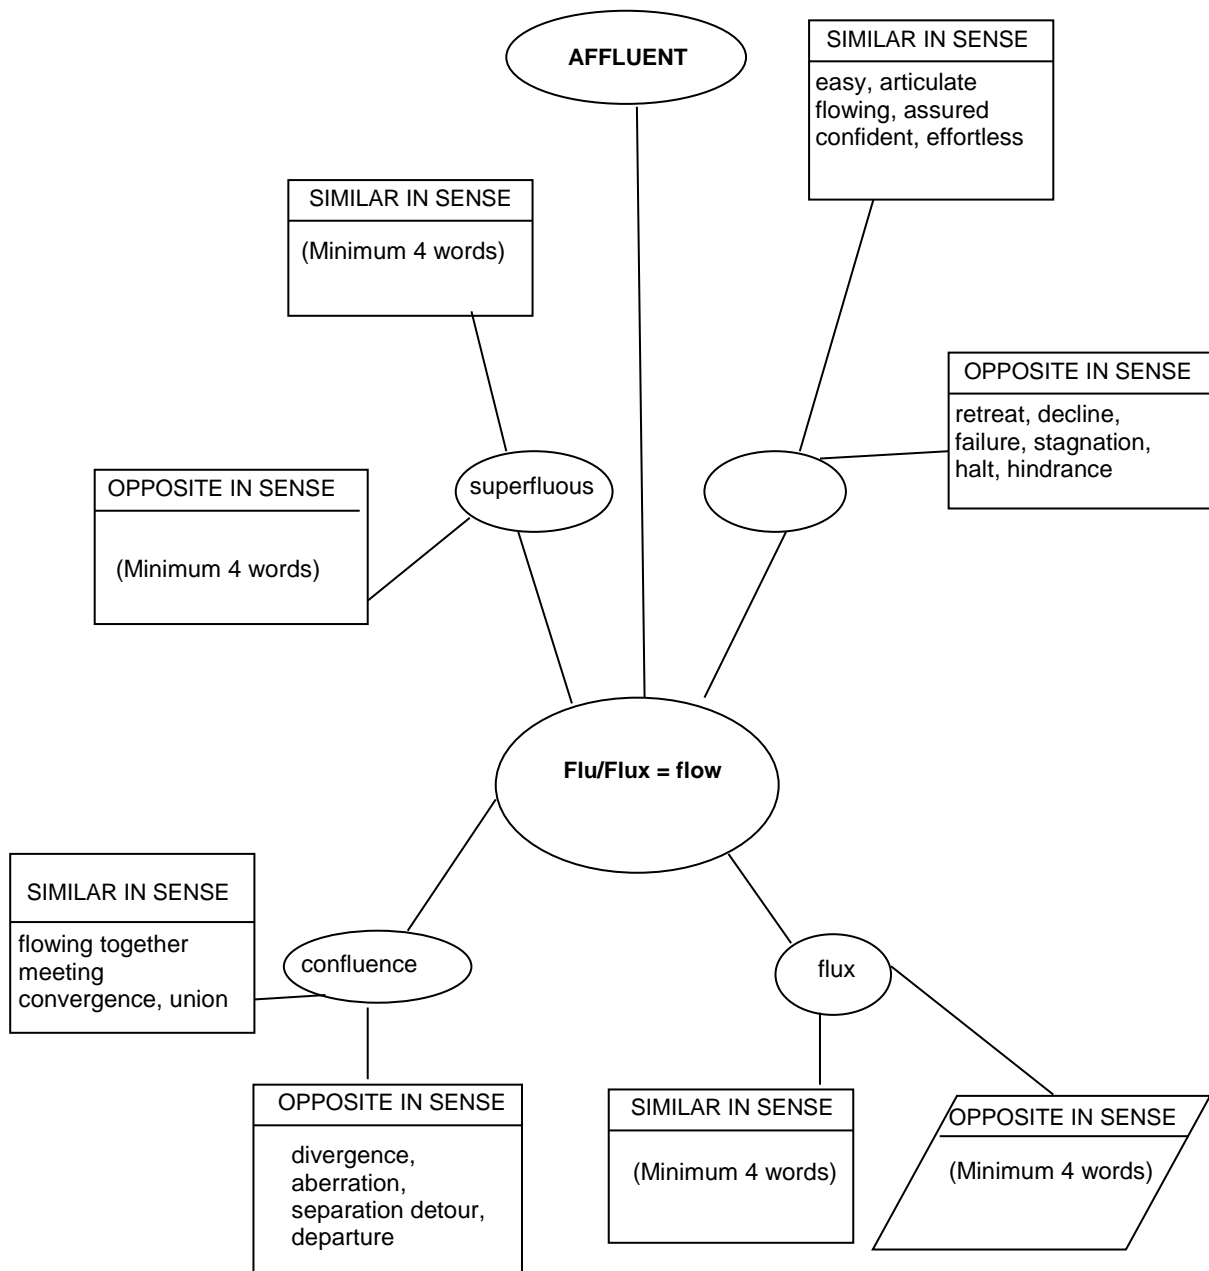 AFFLUENT
SIMILAR IN SENSE
easy, articulate
flowing, assured
confident, effortless
SIMILAR IN SENSE
(Minimum 4 words)
OPPOSITE IN SENSE
retreat, decline,
failure, stagnation,
halt, hindrance
OPPOSITE IN SENSE
(Minimum 4 words)
superfluous
Flu/Flux = flow
SIMILAR IN SENSE
flowing together
meeting
convergence, union
confluence
flux
OPPOSITE IN SENSE
divergence,
aberration,
separation detour,
departure
SIMILAR IN SENSE
(Minimum 4 words)
OPPOSITE IN SENSE
(Minimum 4 words)